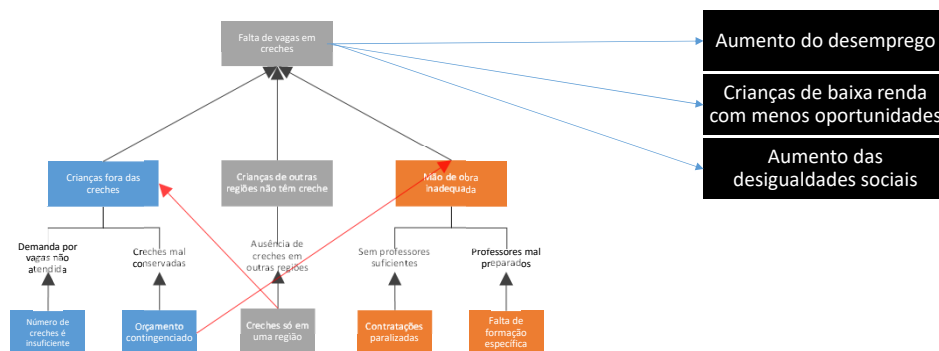 Falta de vagas em
creches
Aumento do desemprego
Crianças de baixa renda
com menos oportunidades
Aumento das
desigualdades sociais
Crianças fora das
creches
Crianças de outras
regiões não têm creche
Mão de obra
inadequada
Demanda por
vagas não
atendida
Creches mal
conservadas
Ausência de
creches em
outras regiões
Sem professores
suficientes
Professores mal
preparados
Número de
creches é
insuficiente
Orçamento
contingenciado
Creches só em
uma região
Contratações
paralizadas
Falta de
formação
específica